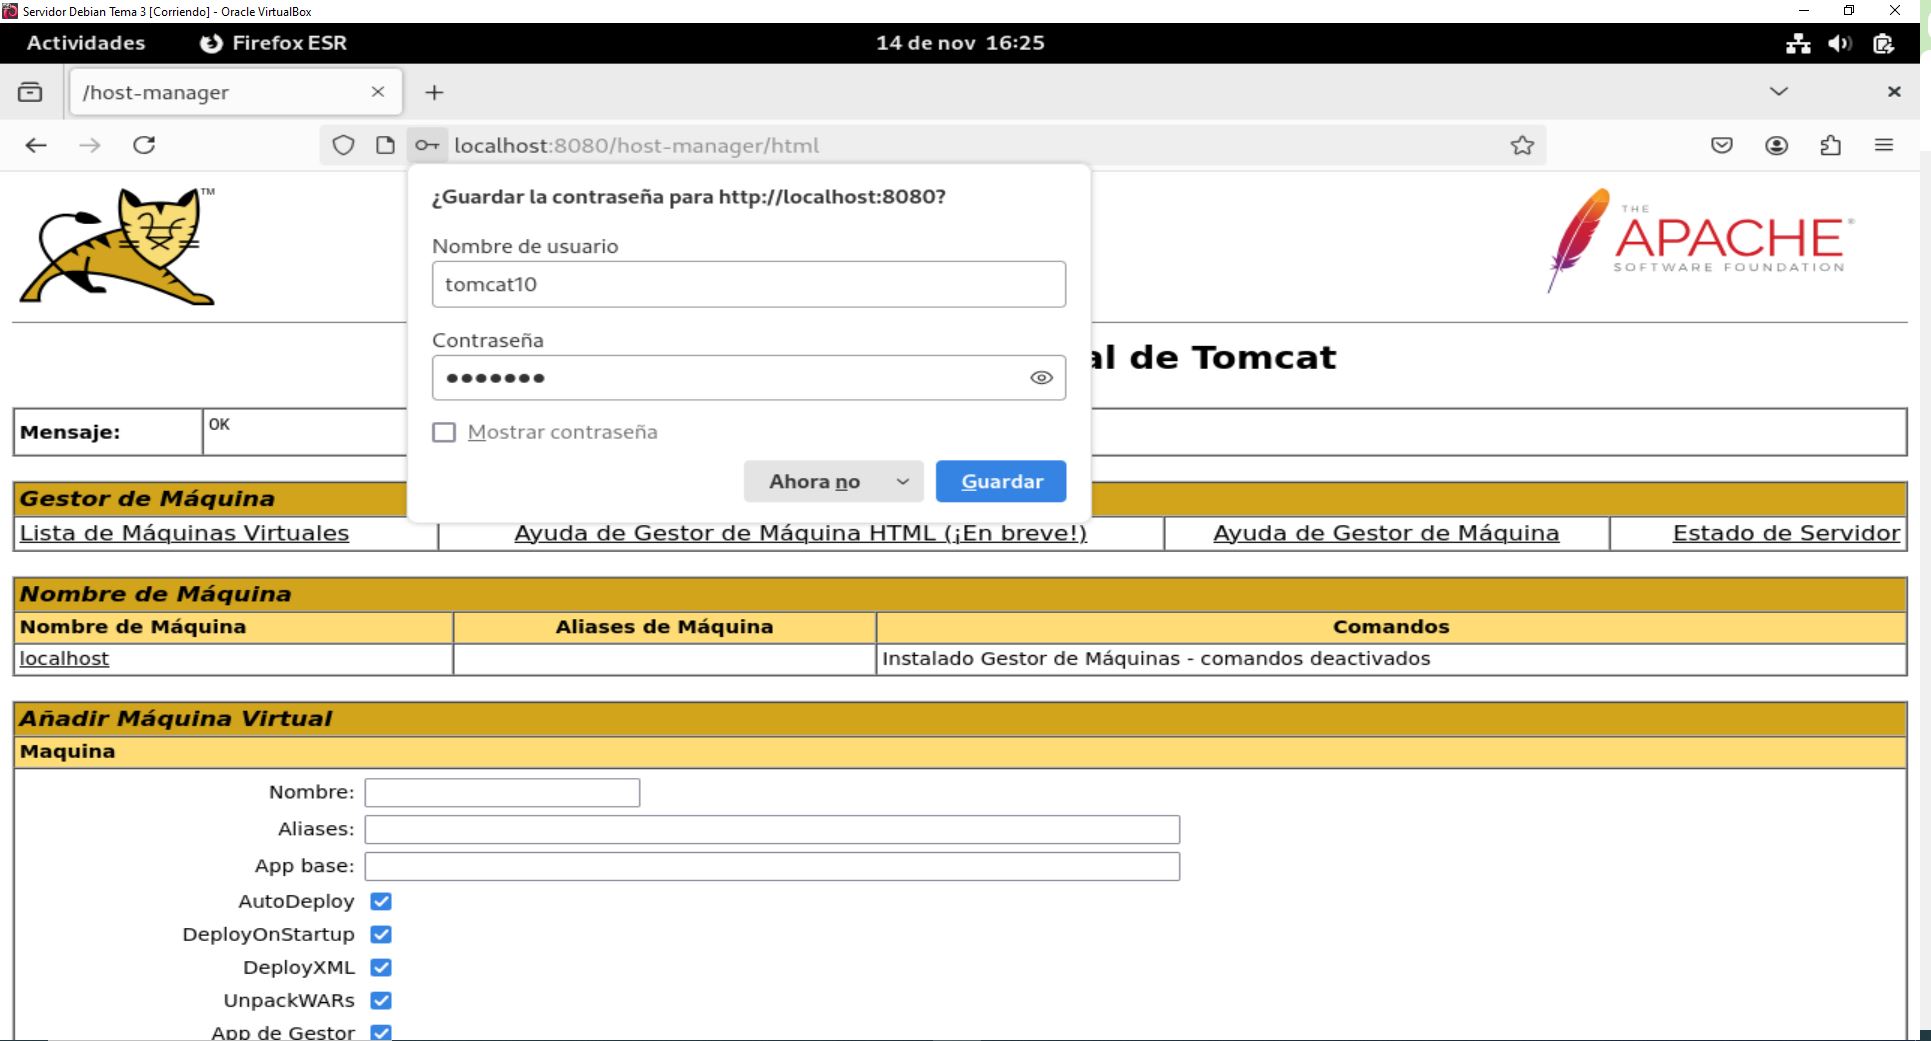 Servidor Debian Tema 3 [Corriendo] - Oracle VirtualBox
Actividades Firefox ESR 14 de nov 16:25
/host-manager
localhost:8080/host-manager/html
¿Guardar la contraseña para http://localhost:8080?
Nombre de usuario
tomcat10
Contraseña
•••••••
Mostrar contraseña
Ahora no Guardar
TM
THE
APACHE®
SOFTWARE FOUNDATION
de Tomcat
Mensaje: OK
Gestor de Máquina
Lista de Máquinas Virtuales Ayuda de Gestor de Máquina HTML (¡En breve!) Ayuda de Gestor de Máquina Estado de Servidor
Nombre de Máquina
Nombre de Máquina Aliases de Máquina Comandos
localhost Instalado Gestor de Máquinas - comandos deactivados
Añadir Máquina Virtual
Maquina
Nombre:
Aliases:
App base:
AutoDeploy
DeployOnStartup
DeployXML
UnpackWARs
App de Gestor